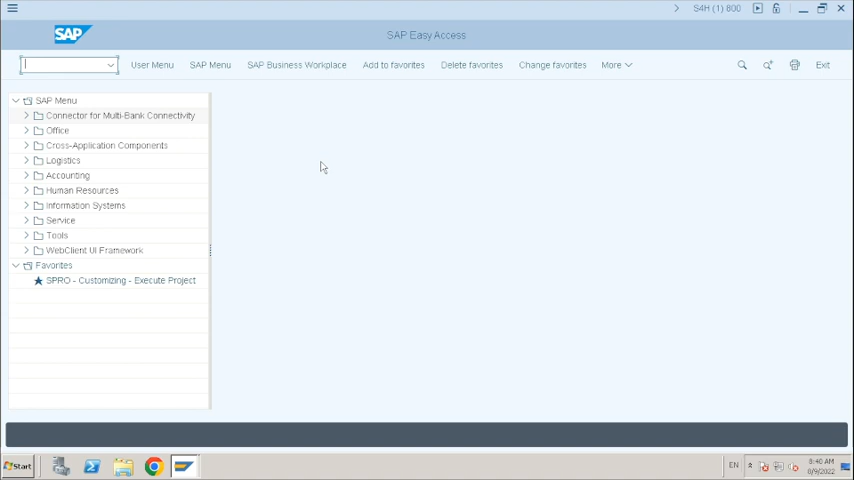 S4H (1) 800
SAP
SAP Easy Access
User Menu
SAP Menu
SAP Business Workplace
Add to favorites
Delete favorites
Change favorites
More
Exit
SAP Menu
Connector for Multi-Bank Connectivity
Office
Cross-Application Components
Logistics
Accounting
Human Resources
Information Systems
Service
Tools
WebClient UI Framework
Favorites
SPRO - Customizing - Execute Project
Start
EN
8:40 AM
8/9/2022